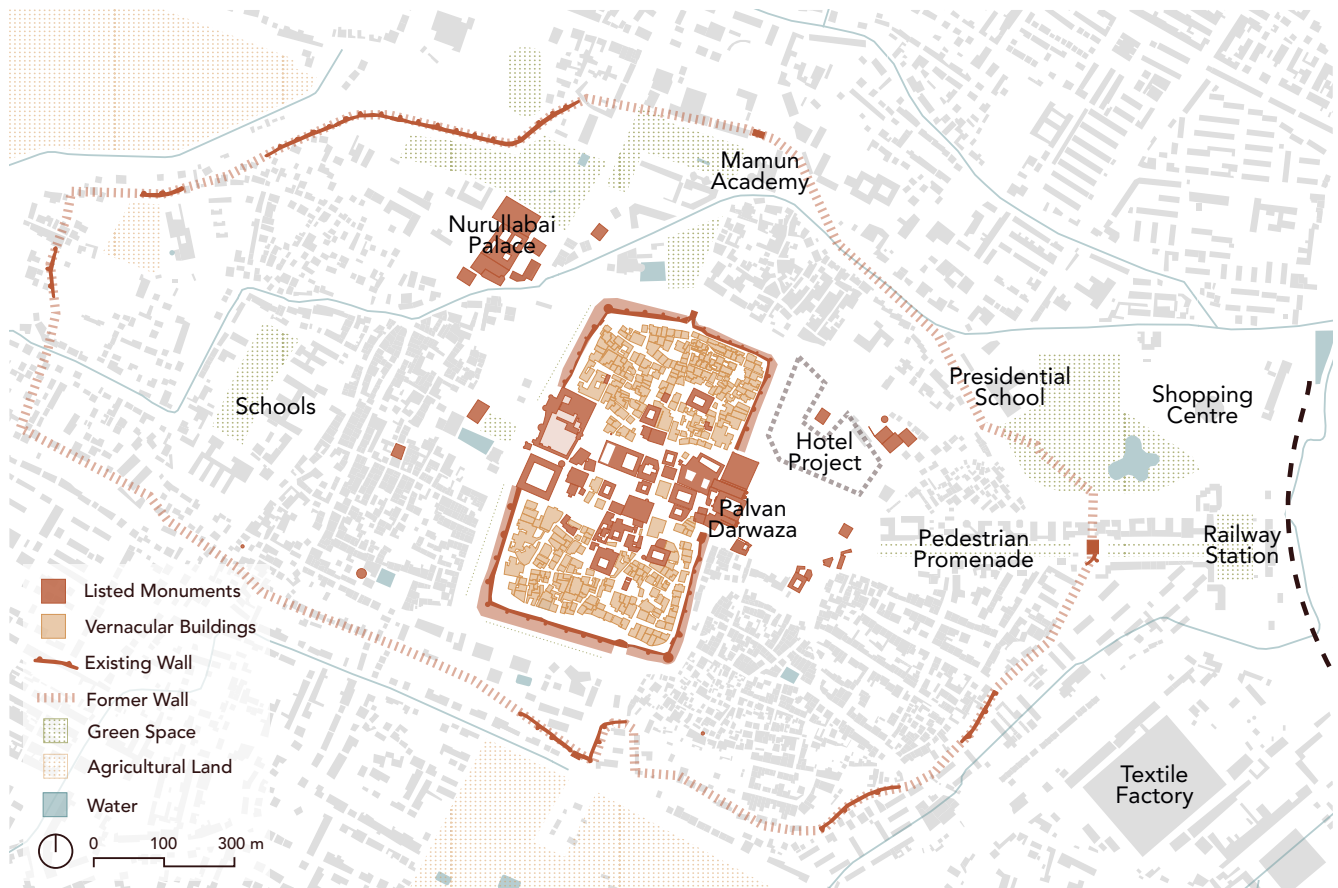 Mamun
Academy
Nurullabai
Palace
Presidential
School
Shopping
Centre
Schools
Hotel
Project
Palvan
Darwaza
Pedestrian
Promenade
Railway
Station
Textile
Factory
Listed Monuments
Vernacular Buildings
Existing Wall
Former Wall
Green Space
Agricultural Land
Water
0 100 300 m